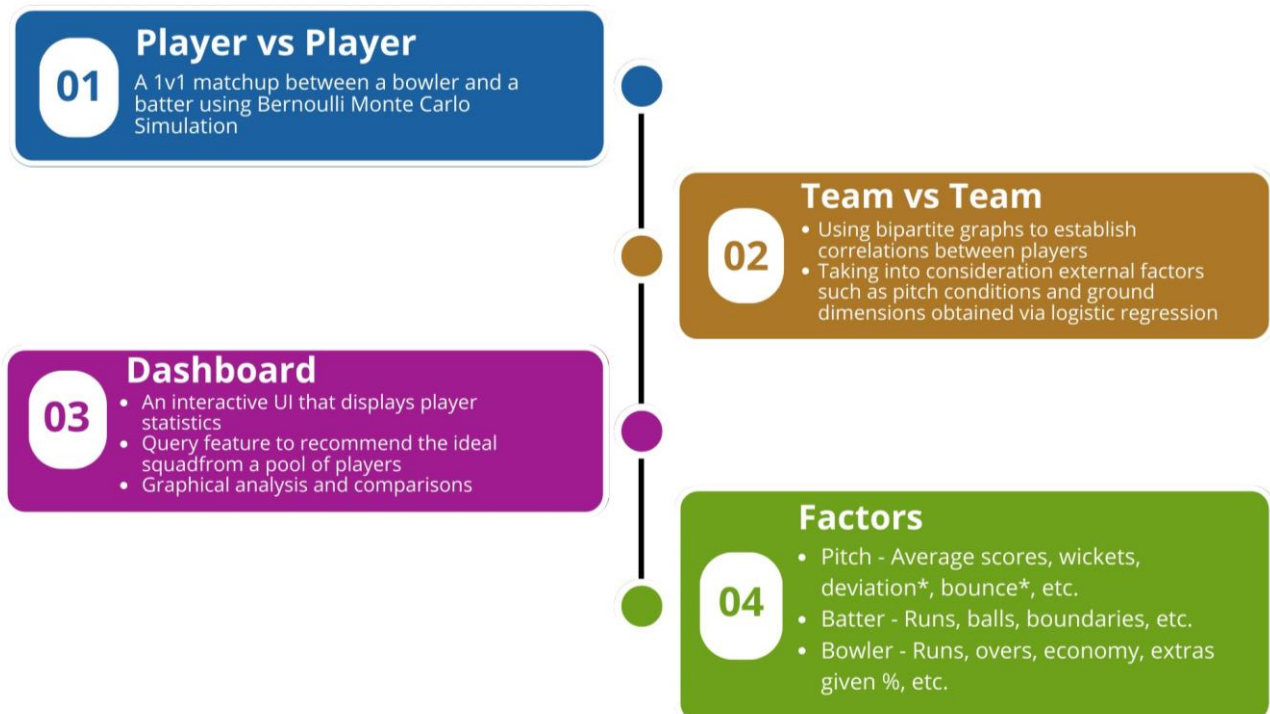 01
Player vs Player
A 1v1 matchup between a bowler and a
batter using Bernoulli Monte Carlo
Simulation
02
Team vs Team
• Using bipartite graphs to establish
correlations between players
• Taking into consideration external factors
such as pitch conditions and ground
dimensions obtained via logistic regression
03
Dashboard
• An interactive UI that displays player
statistics
• Query feature to recommend the ideal
squadfrom a pool of players
• Graphical analysis and comparisons
04
Factors
• Pitch - Average scores, wickets,
deviation*, bounce*, etc.
• Batter - Runs, balls, boundaries, etc.
• Bowler - Runs, overs, economy, extras
given %, etc.